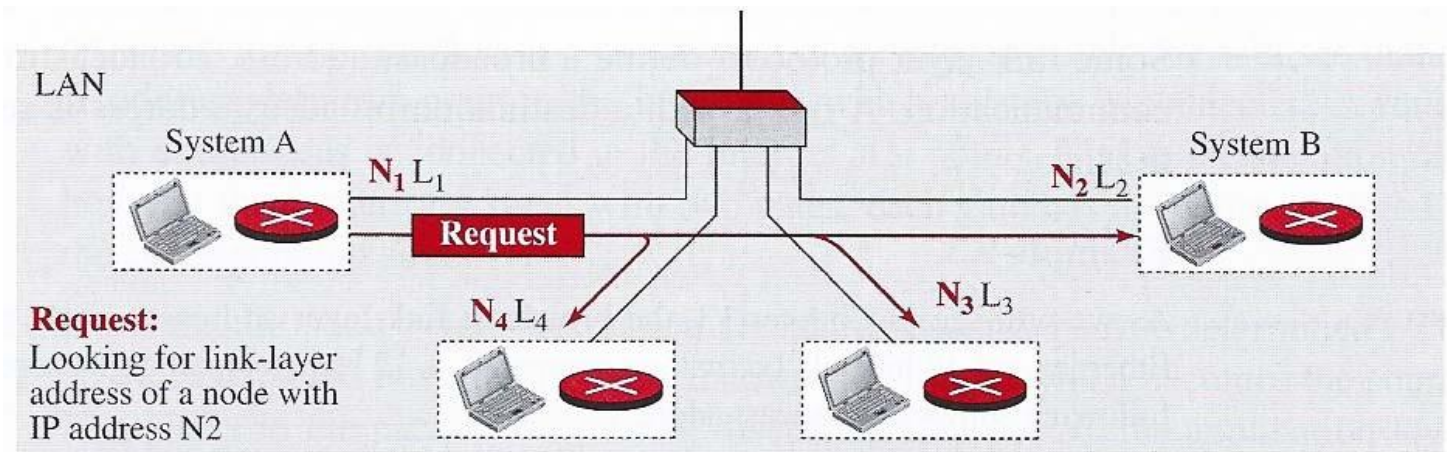 LAN
System A
System B
N1 L1
N2 L2
Request
N4 L4
N3 L3
Request:
Looking for link-layer
address of a node with
IP address N2